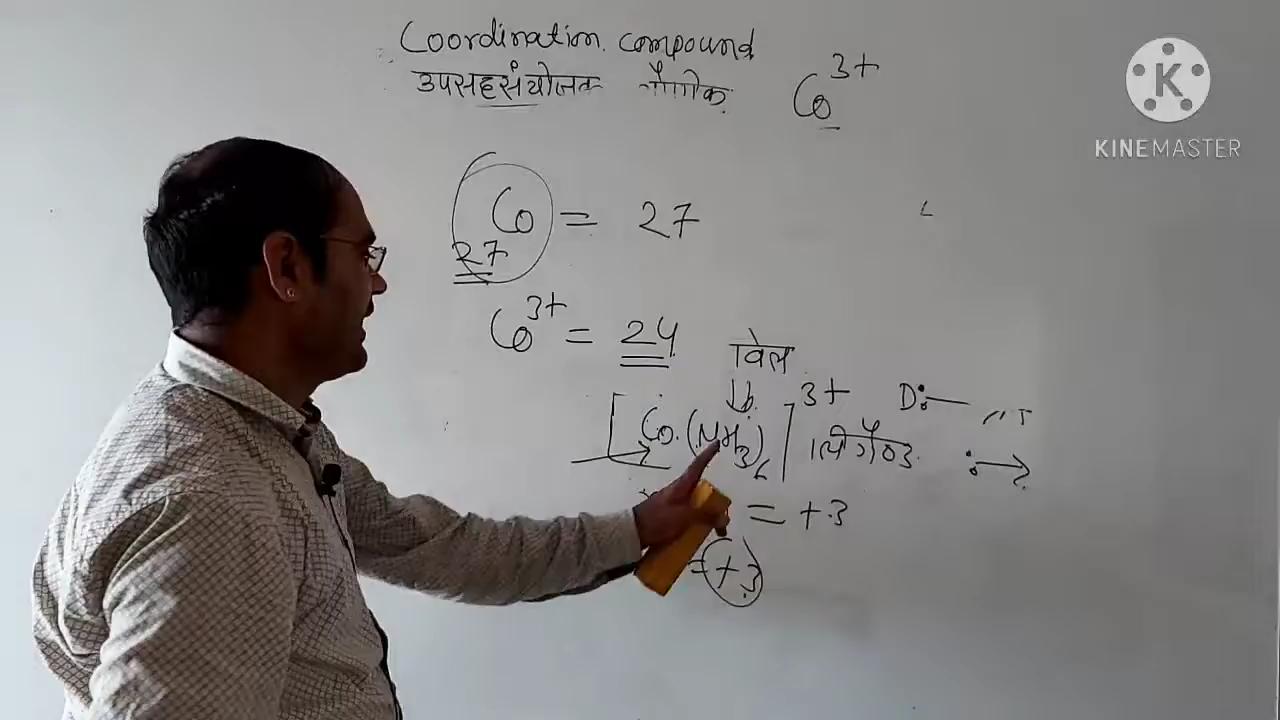 Coordination compound
उपसहसंयोजक यौगिक
Co3+
K
KINEMASTER
Co = 27
27
Co3+ = 24
[Co(NH3)6]3+ लीगैण्ड
D:—
= +3
= +3